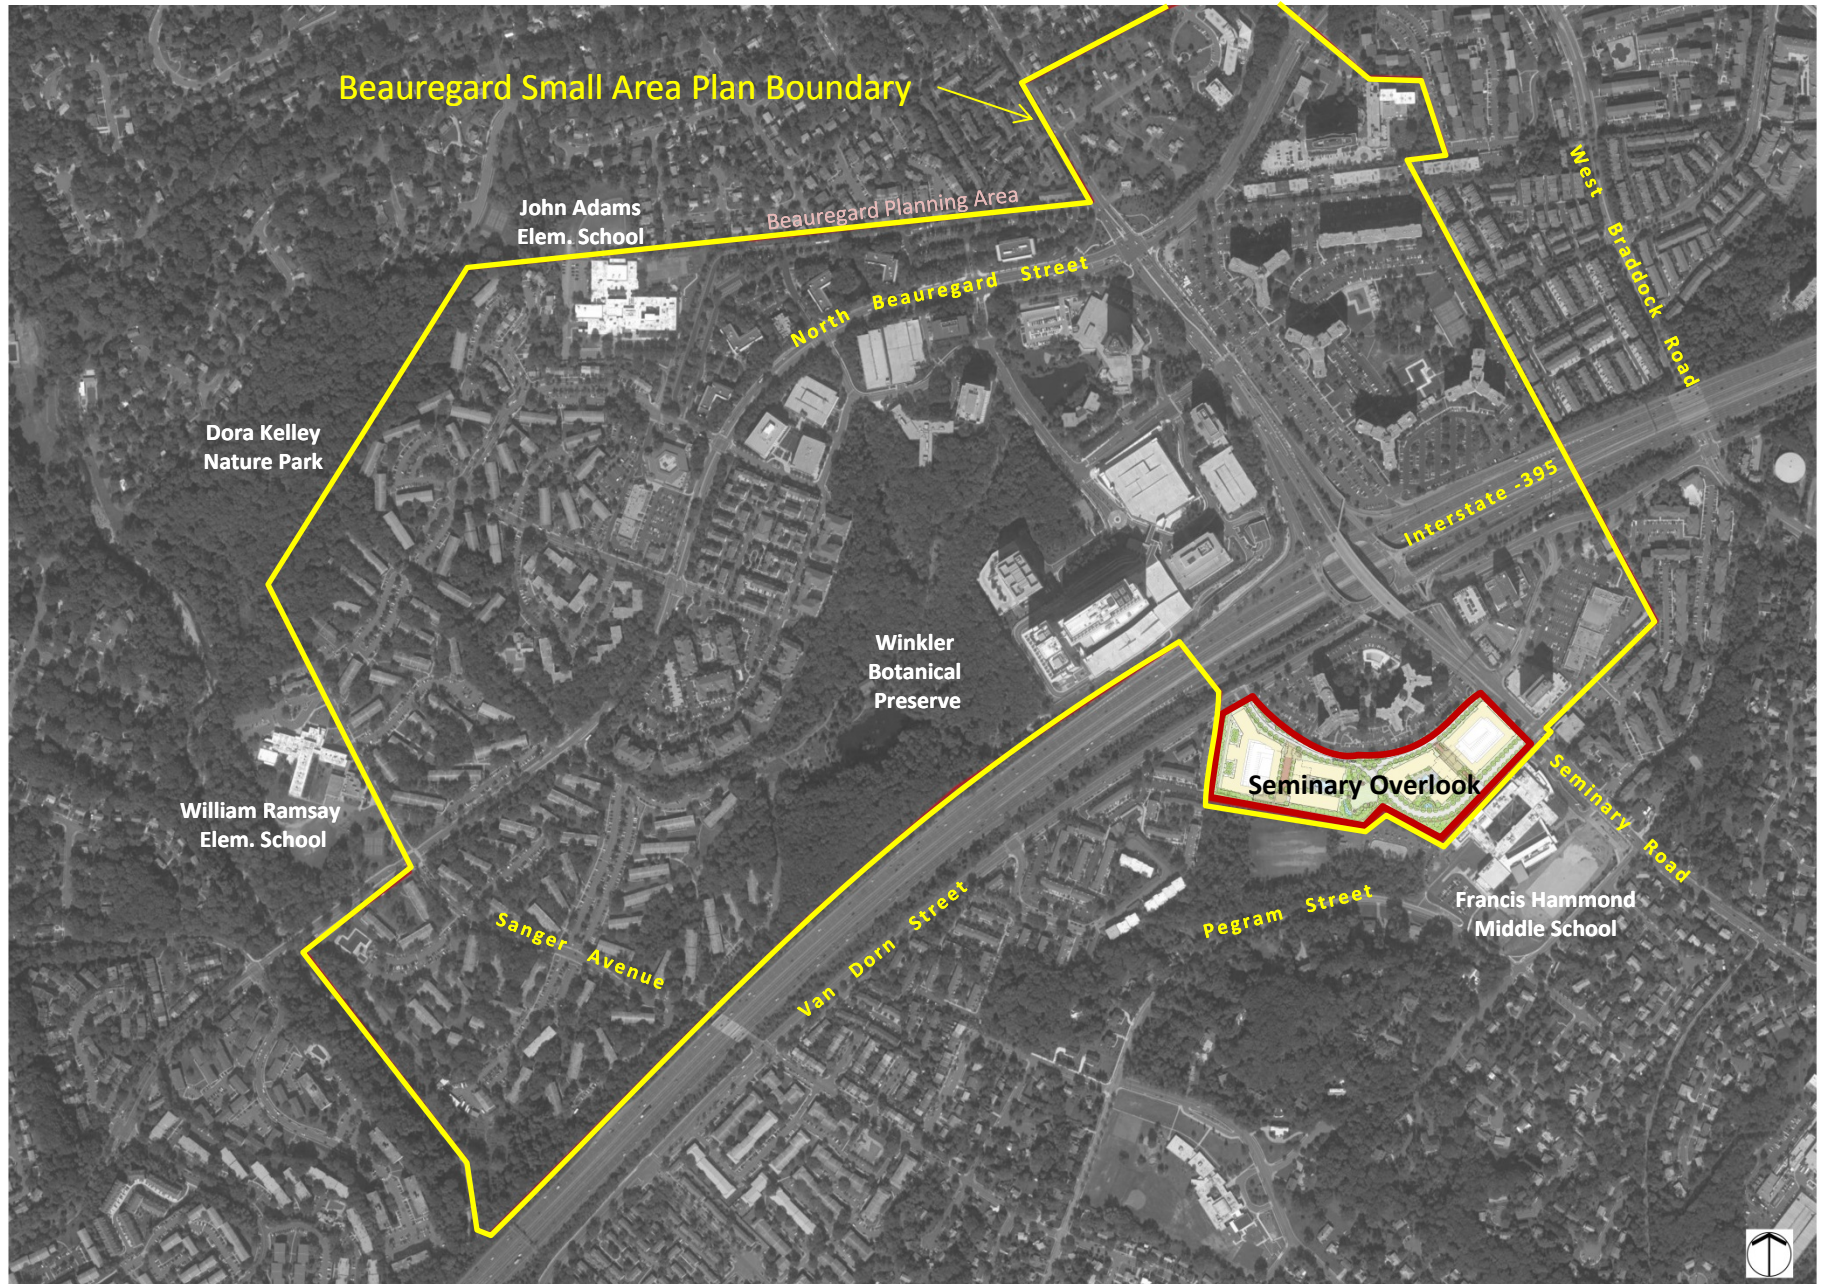 Beauregard Small Area Plan Boundary
West Braddock Road
John Adams
Elem. School
Beauregard Planning Area
North Beauregard Street
Dora Kelley
Nature Park
Interstate -395
Winkler
Botanical
Preserve
Seminary Overlook
Seminary Road
William Ramsay
Elem. School
Sanger Avenue
Van Dorn Street
Pegram Street
Francis Hammond
Middle School